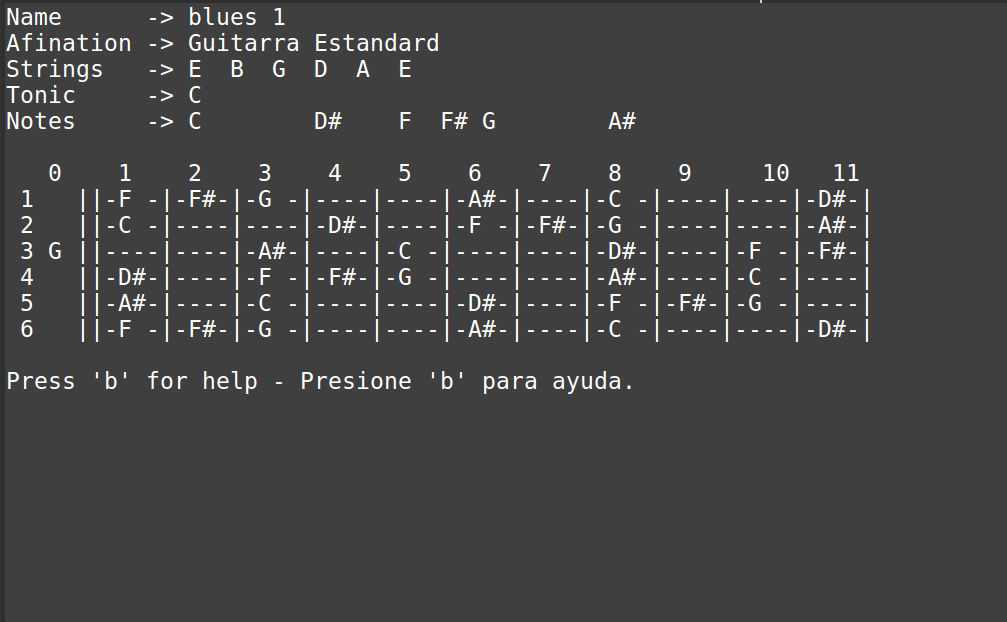 Name      -> blues 1
Afination -> Guitarra Estandard
Strings   -> E  B  G  D  A  E
Tonic     -> C
Notes     -> C        D#    F  F# G        A#
   0    1    2    3    4    5    6    7    8    9     10   11
 1   ||-F -|-F#-|-G -|----|----|-A#-|----|-C -|----|----|-D#-|
 2   ||-C -|----|----|-D#-|----|-F -|-F#-|-G -|----|----|-A#-|
 3 G ||----|----|-A#-|----|-C -|----|----|-D#-|----|-F -|-F#-|
 4   ||-D#-|----|-F -|-F#-|-G -|----|----|-A#-|----|-C -|----|
 5   ||-A#-|----|-C -|----|----|-D#-|----|-F -|-F#-|-G -|----|
 6   ||-F -|-F#-|-G -|----|----|-A#-|----|-C -|----|----|-D#-|
Press 'b' for help - Presione 'b' para ayuda.